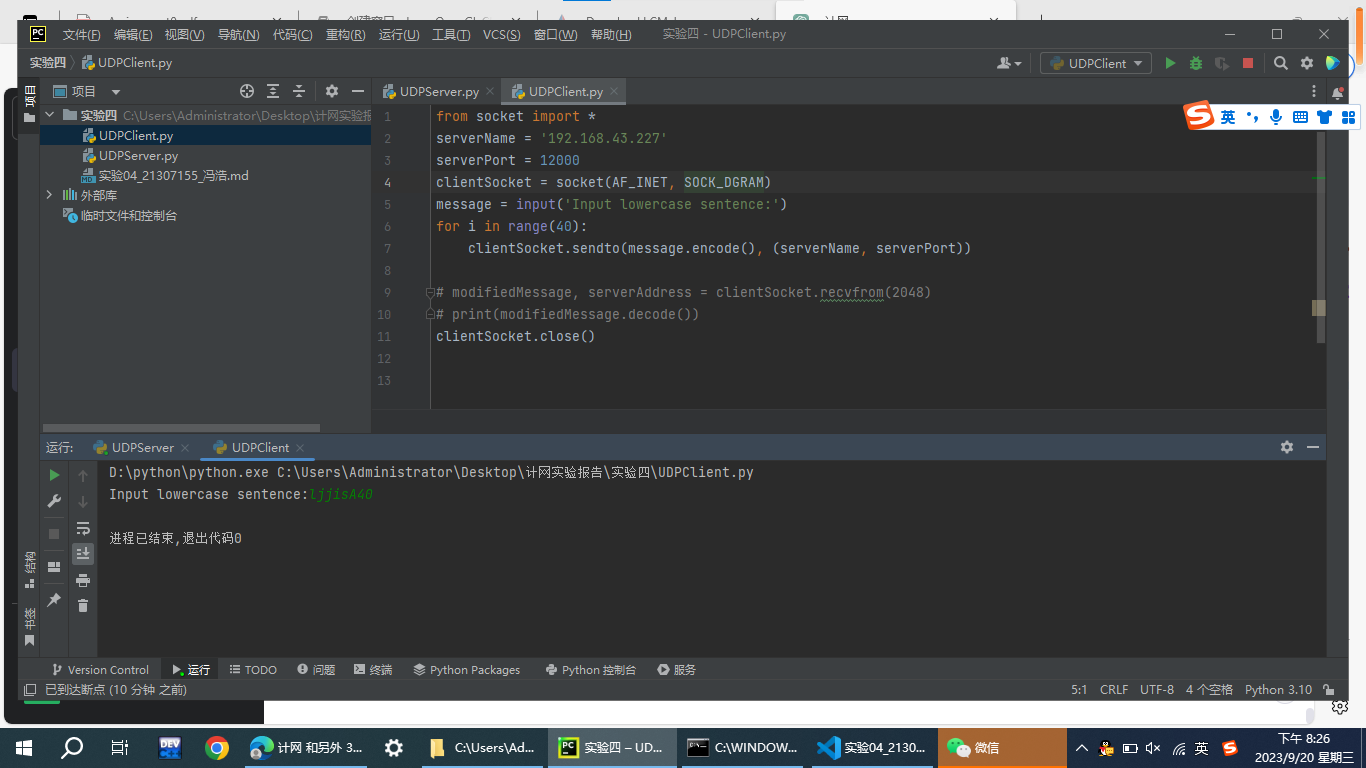 PC 文件(F) 编辑(E) 视图(V) 导航(N) 代码(C) 重构(R) 运行(U) 工具(T) VCS(S) 窗口(W) 帮助(H) 实验四 - UDPClient.py
实验四 UDPClient.py UDPClient
项目 项目 UDPServer.py UDPClient.py
实验四 C:\Users\Administrator\Desktop\计网实验报
UDPClient.py
UDPServer.py
实验04_21307155_冯浩.md
外部库
临时文件和控制台
英
1 from socket import *
2 serverName = '192.168.43.227'
3 serverPort = 12000
4 clientSocket = socket(AF_INET, SOCK_DGRAM)
5 message = input('Input lowercase sentence:')
6 for i in range(40):
7 clientSocket.sendto(message.encode(), (serverName, serverPort))
8
9 # modifiedMessage, serverAddress = clientSocket.recvfrom(2048)
10 # print(modifiedMessage.decode())
11 clientSocket.close()
12
13
运行: UDPServer UDPClient
D:\python\python.exe C:\Users\Administrator\Desktop\计网实验报告\实验四\UDPClient.py
Input lowercase sentence:ljjisA40
进程已结束,退出代码0
结构
书签
Version Control 运行 TODO 问题 终端 Python Packages Python 控制台 服务
已到达断点 (10 分钟 之前) 5:1 CRLF UTF-8 4 个空格 Python 3.10
DEV 计网 和另外 3... C:\Users\Ad... PC 实验四 – UD... C:\WINDOW... 实验04_2130... 微信 英 下午 8:26
2023/9/20 星期三